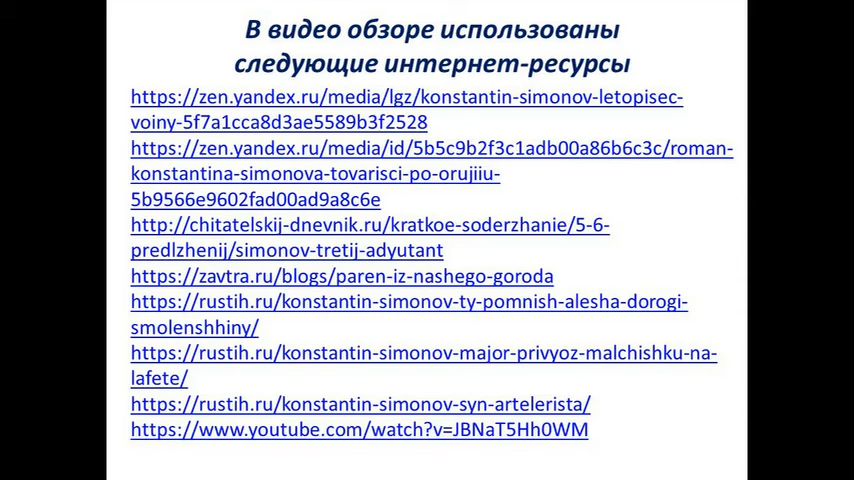 В видео обзоре использованы
следующие интернет-ресурсы
https://zen.yandex.ru/media/lgz/konstantin-simonov-letopisec-
voiny-5f7a1cca8d3ae5589b3f2528
https://zen.yandex.ru/media/id/5b5c9b2f3c1adb00a86b6c3c/roman-
konstantina-simonova-tovarisci-po-orujiiu-
5b9566e9602fad00ad9a8c6e
http://chitatelskij-dnevnik.ru/kratkoe-soderzhanie/5-6-
predlzhenij/simonov-tretij-adyutant
https://zavtra.ru/blogs/paren-iz-nashego-goroda
https://rustih.ru/konstantin-simonov-ty-pomnish-alesha-dorogi-
smolenshhiny/
https://rustih.ru/konstantin-simonov-major-privyoz-malchishku-na-
lafete/
https://rustih.ru/konstantin-simonov-syn-artelerista/
https://www.youtube.com/watch?v=JBNaT5Hh0WM